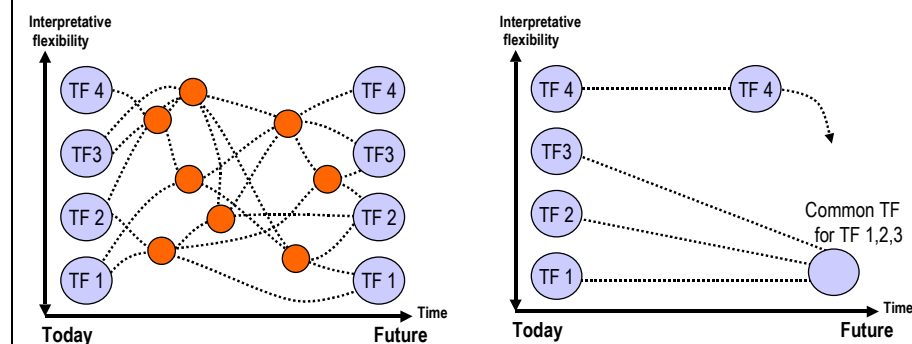 Interpretative
flexibility
TF 4
TF 4
TF3
TF3
TF 2
TF 2
TF 1
TF 1
Time
Today
Future
Interpretative
flexibility
TF 4
TF 4
TF3
TF 2
Common TF
for TF 1,2,3
TF 1
Time
Today
Future